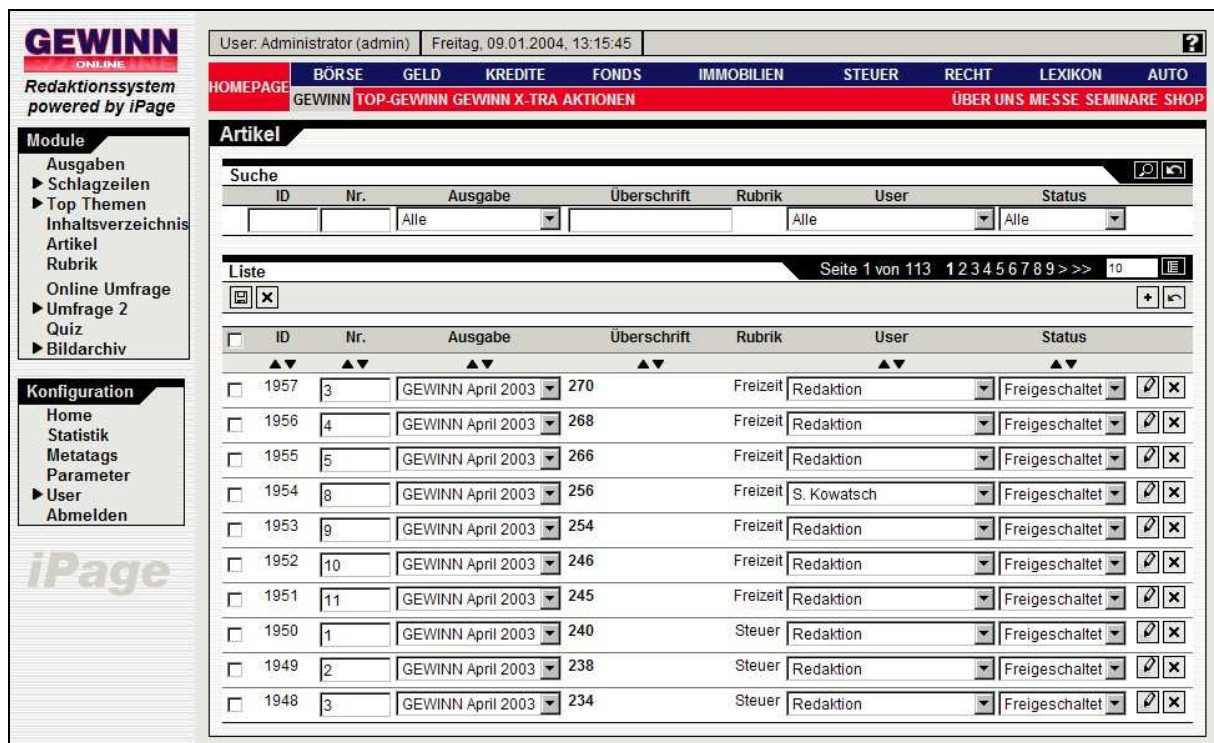 GEWINN
ONLINE
Redaktionssystem
powered by iPage
User: Administrator (admin) Freitag, 09.01.2004, 13:15:45 ?
HOMEPAGE BÖRSE GELD KREDITE FONDS IMMOBILIEN STEUER RECHT LEXIKON AUTO
GEWINN TOP-GEWINN GEWINN X-TRA AKTIONEN ÜBER UNS MESSE SEMINARE SHOP
Module
Ausgaben
Schlagzeilen
Top Themen
Inhaltsverzeichnis
Artikel
Rubrik
Online Umfrage
Umfrage 2
Quiz
Bildarchiv
Konfiguration
Home
Statistik
Metatags
Parameter
User
Abmelden
iPage
Artikel
Suche
ID Nr. Ausgabe Überschrift Rubrik User Status
Alle Alle Alle
Liste Seite 1 von 113 1 2 3 4 5 6 7 8 9 > >> 10
ID Nr. Ausgabe Überschrift Rubrik User Status
1957 3 GEWINN April 2003 270 Freizeit Redaktion Freigeschaltet
1956 4 GEWINN April 2003 268 Freizeit Redaktion Freigeschaltet
1955 5 GEWINN April 2003 266 Freizeit Redaktion Freigeschaltet
1954 8 GEWINN April 2003 256 Freizeit S. Kowatsch Freigeschaltet
1953 9 GEWINN April 2003 254 Freizeit Redaktion Freigeschaltet
1952 10 GEWINN April 2003 246 Freizeit Redaktion Freigeschaltet
1951 11 GEWINN April 2003 245 Freizeit Redaktion Freigeschaltet
1950 1 GEWINN April 2003 240 Steuer Redaktion Freigeschaltet
1949 2 GEWINN April 2003 238 Steuer Redaktion Freigeschaltet
1948 3 GEWINN April 2003 234 Steuer Redaktion Freigeschaltet